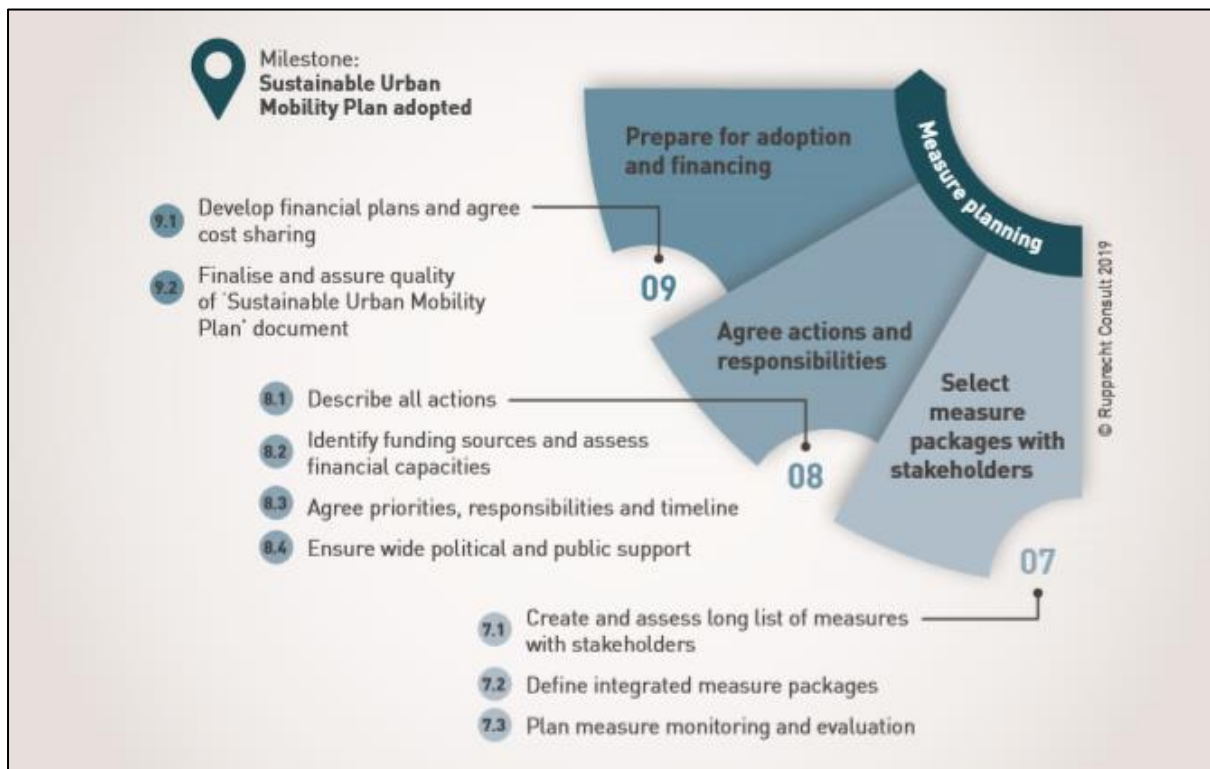 Milestone:
Sustainable Urban
Mobility Plan adopted
Prepare for adoption
and financing
Measure planning
9.1 Develop financial plans and agree
cost sharing
9.2 Finalise and assure quality
of ‘Sustainable Urban Mobility
Plan’ document
09
Agree actions and
responsibilities
8.1 Describe all actions
8.2 Identify funding sources and assess
financial capacities
8.3 Agree priorities, responsibilities and timeline
8.4 Ensure wide political and public support
08
Select
measure
packages with
stakeholders
07
7.1 Create and assess long list of measures
with stakeholders
7.2 Define integrated measure packages
7.3 Plan measure monitoring and evaluation
© Rupprecht Consult 2019